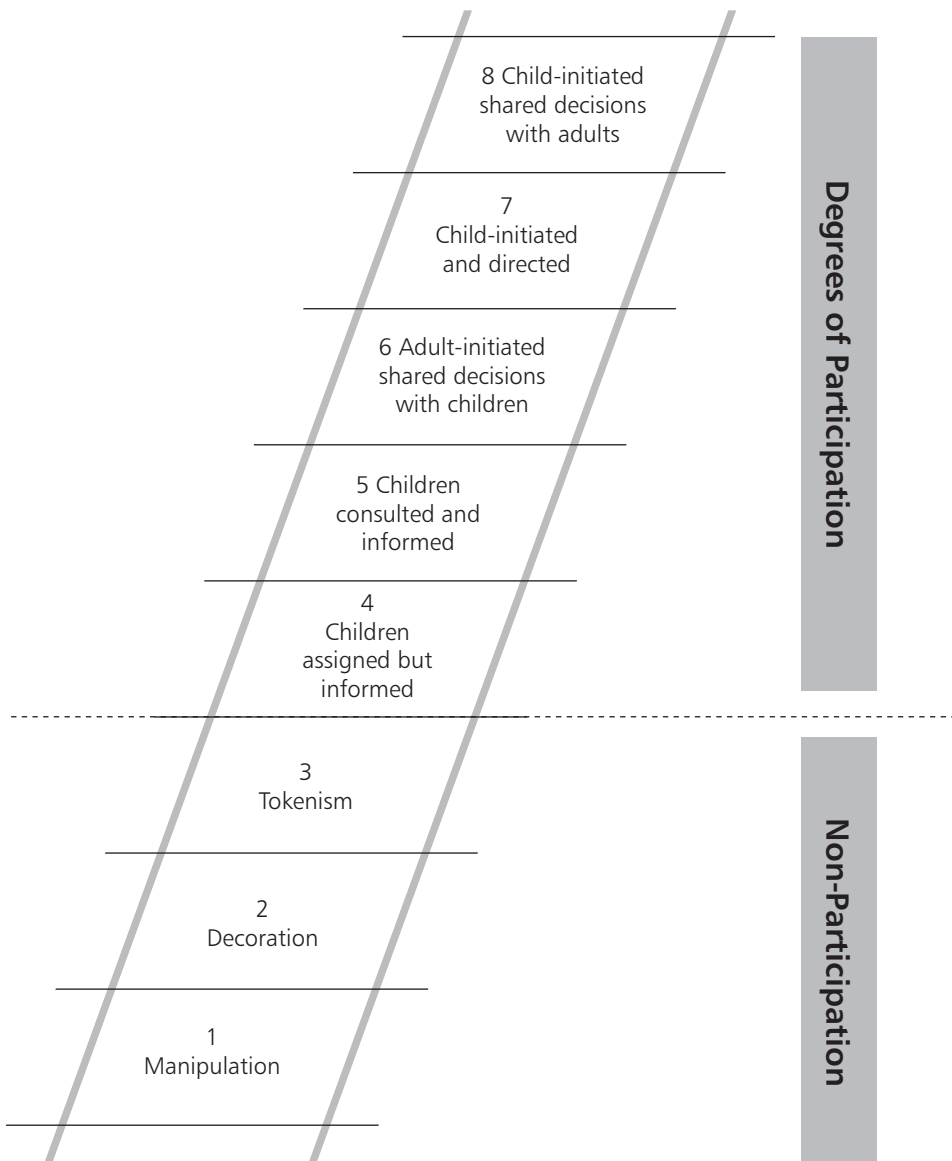 8 Child-initiated
shared decisions
with adults
7
Child-initiated
and directed
6 Adult-initiated
shared decisions
with children
5 Children
consulted and
informed
4
Children
assigned but
informed
Degrees of Participation
3
Tokenism
2
Decoration
1
Manipulation
Non-Participation